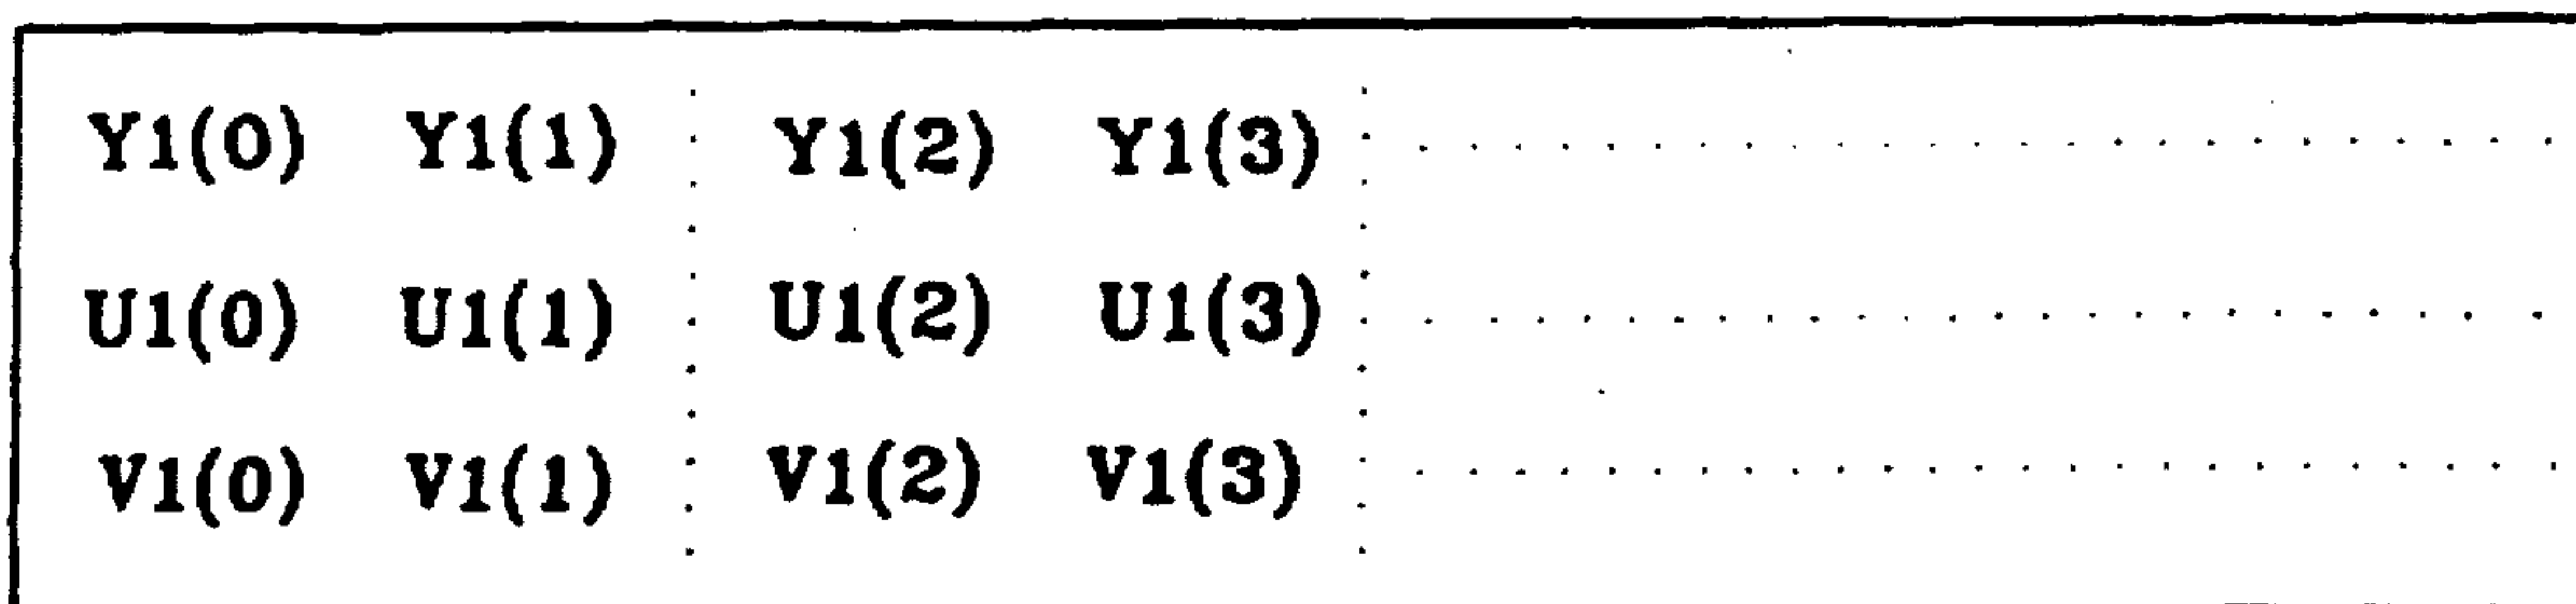 Y1(0) Y1(1) Y1(2) Y1(3)
U1(0) U1(1) U1(2) U1(3)
V1(0) V1(1) V1(2) V1(3)